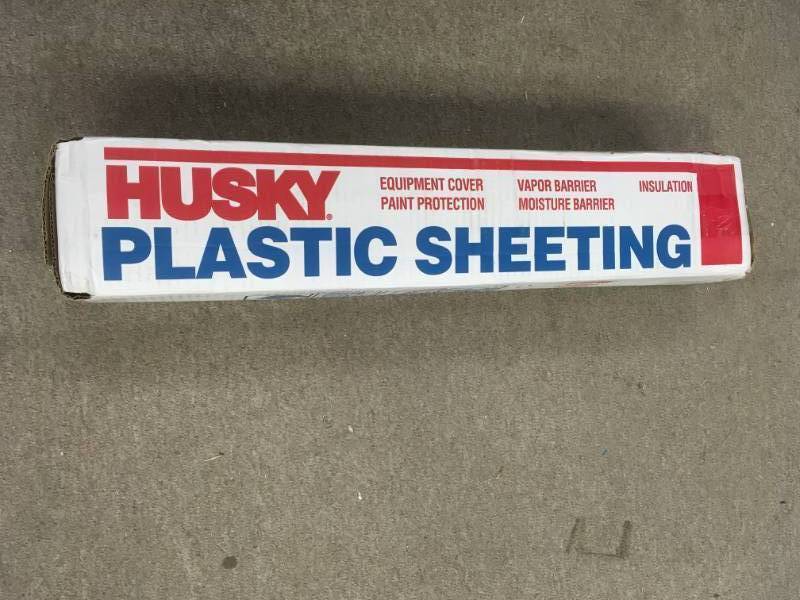 HUSKY®
EQUIPMENT COVER
PAINT PROTECTION
VAPOR BARRIER
MOISTURE BARRIER
INSULATION
PLASTIC SHEETING